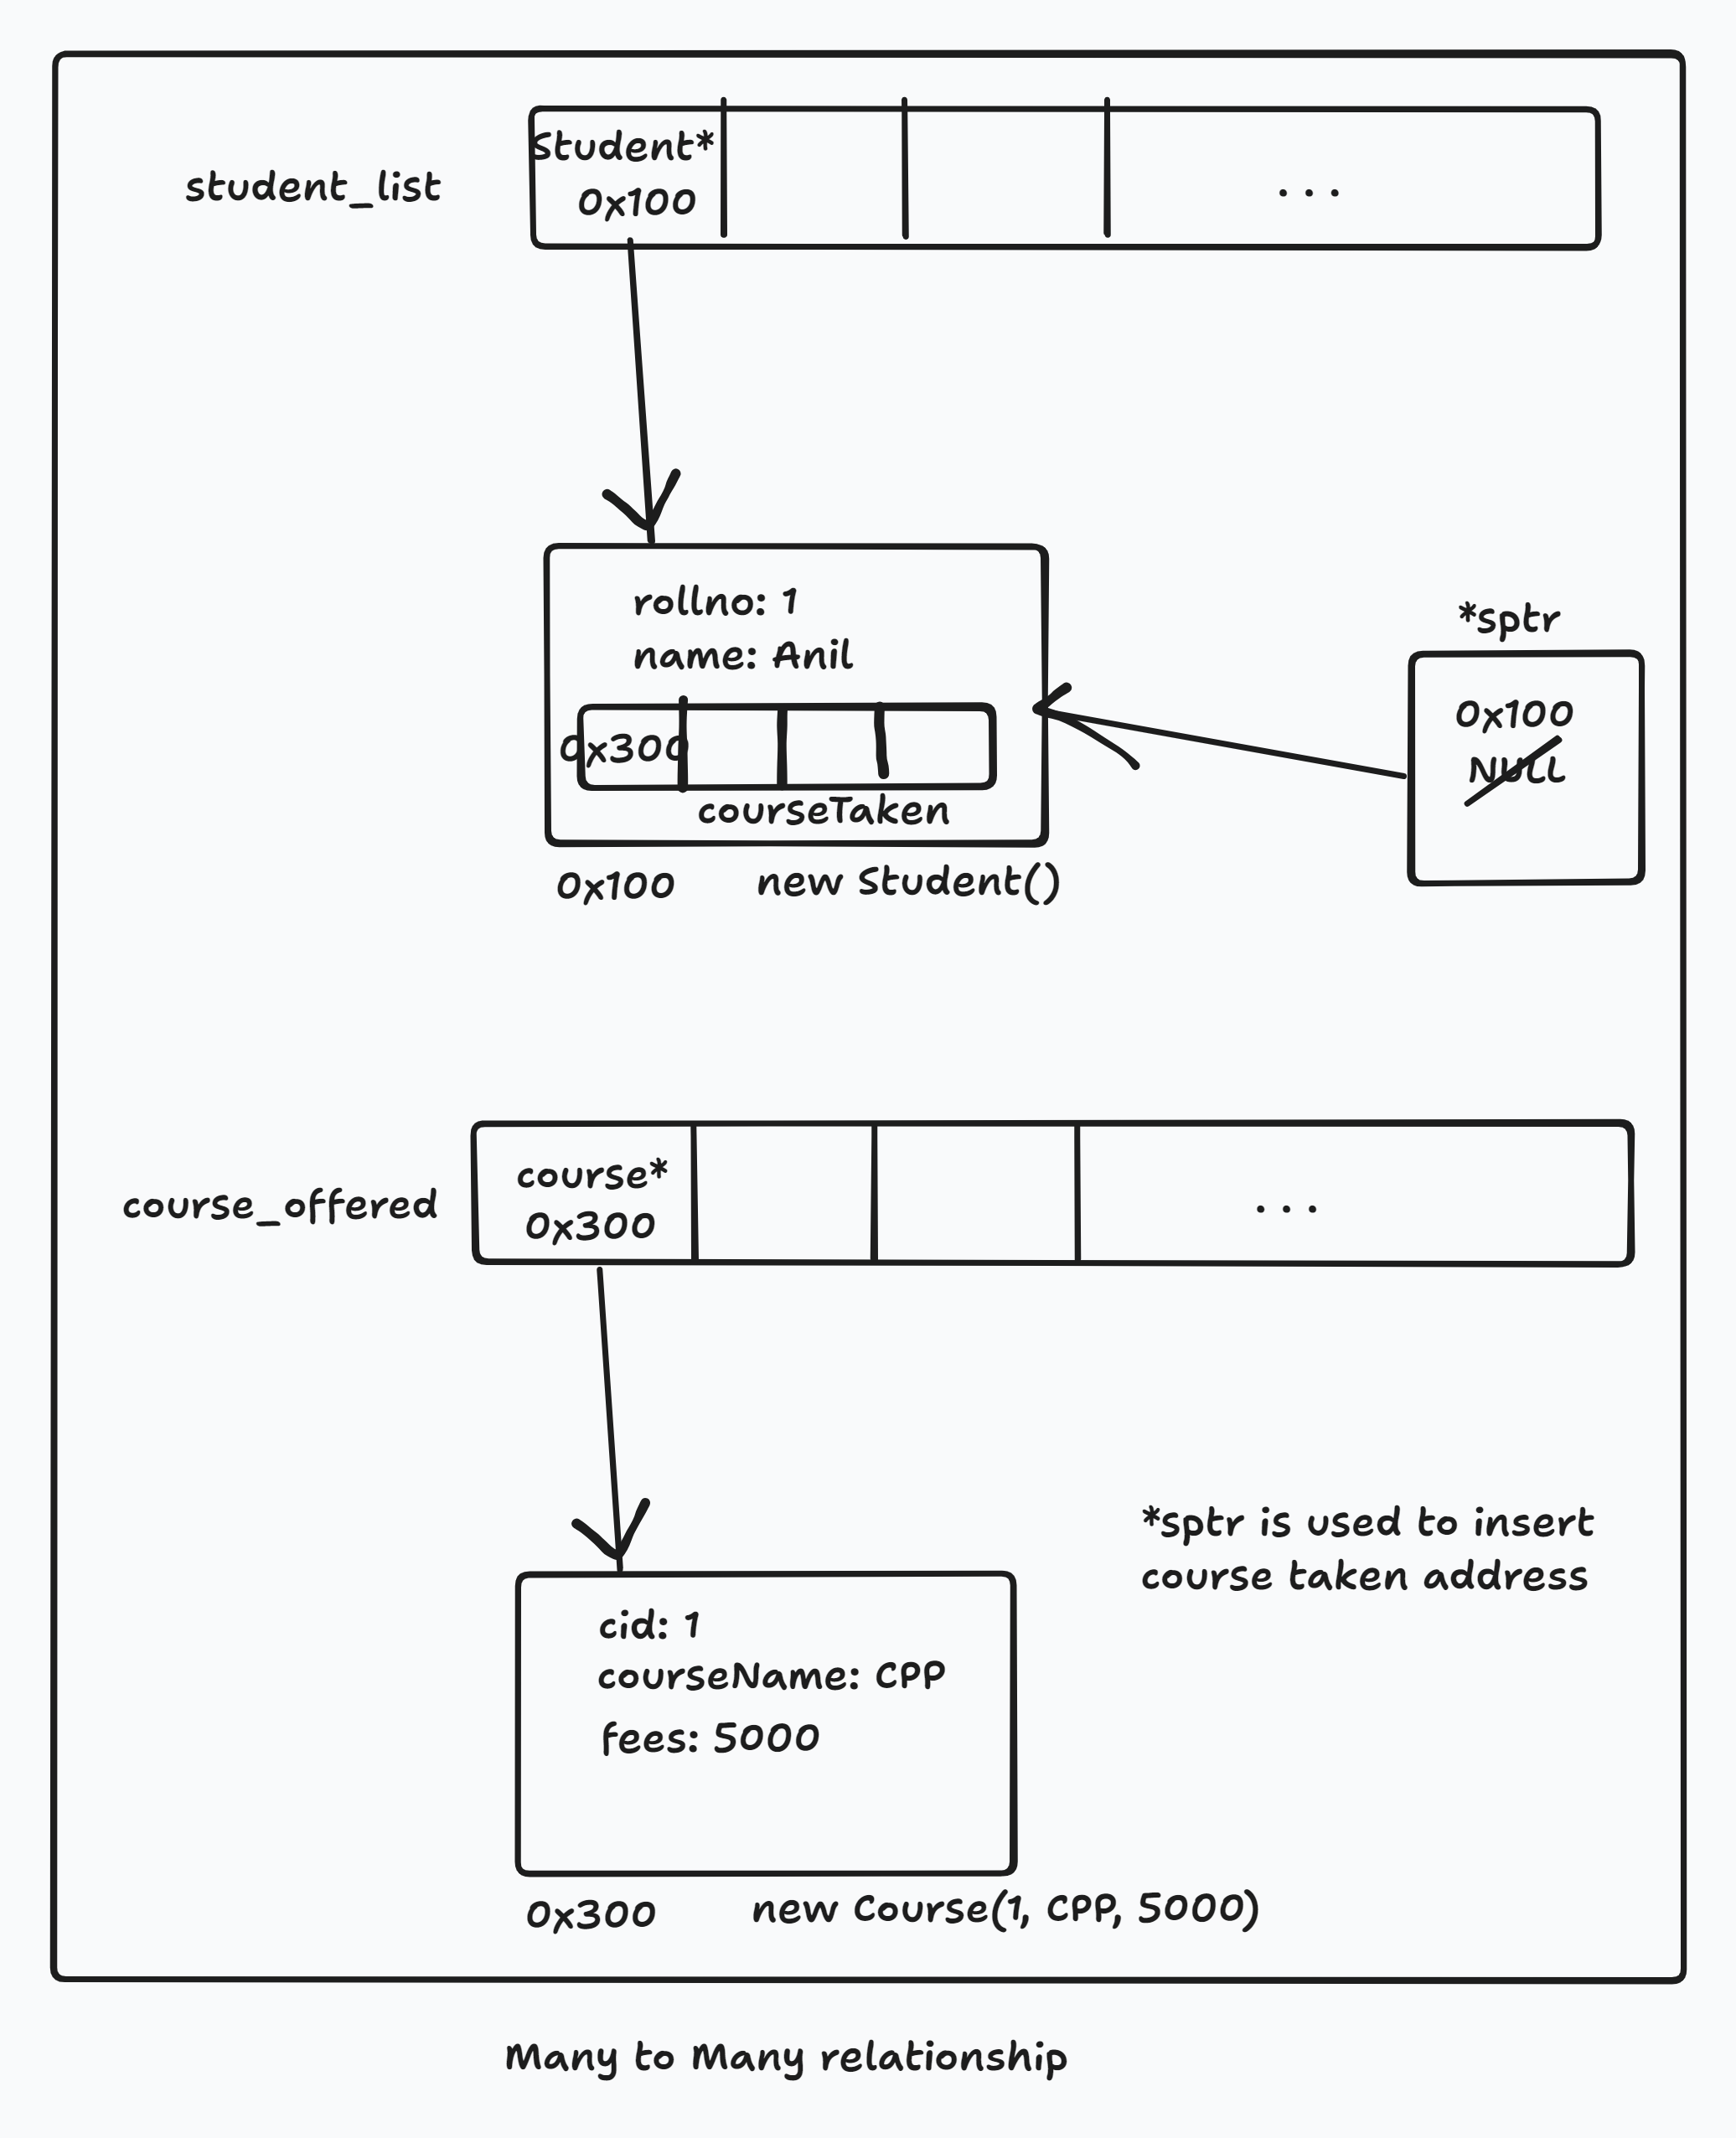 Student*
student_list
0x100
...
rollno: 1
name: Anil
*sptr
0x100
NULL
0x300
courseTaken
0x100 new Student()
course*
course_offered
0x300
...
*sptr is used to insert
course taken address
cid: 1
courseName: CPP
fees: 5000
0x300 new Course(1, CPP, 5000)
Many to Many relationship